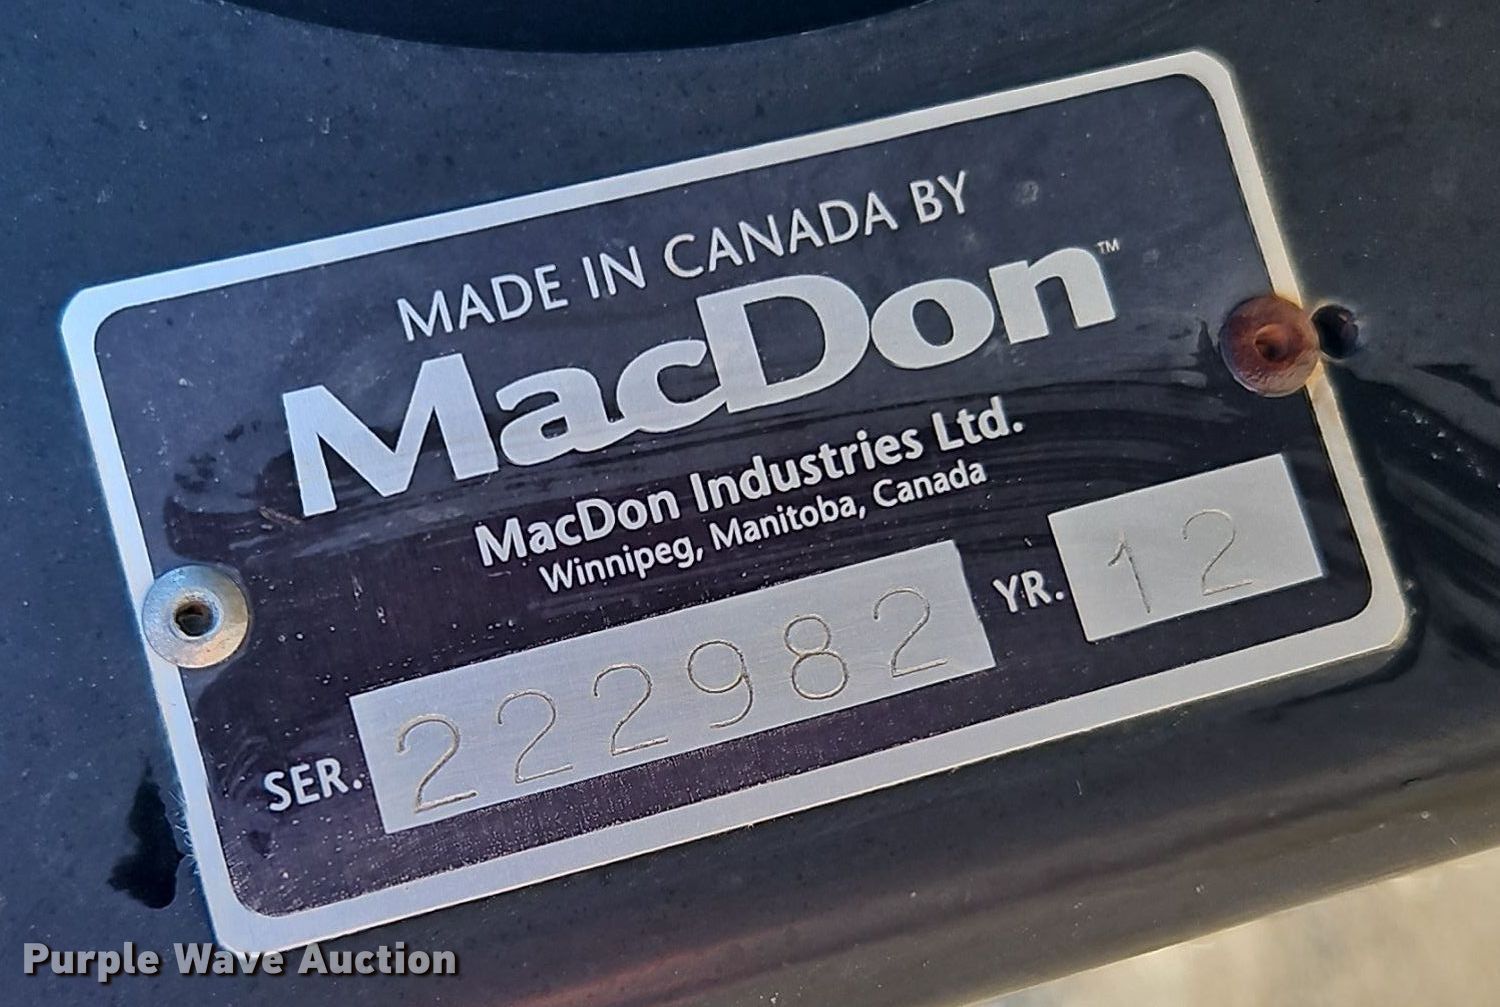 MADE IN CANADA BY
MacDon™
MacDon Industries Ltd.
Winnipeg, Manitoba, Canada
SER. 222982 YR. 12
Purple Wave Auction